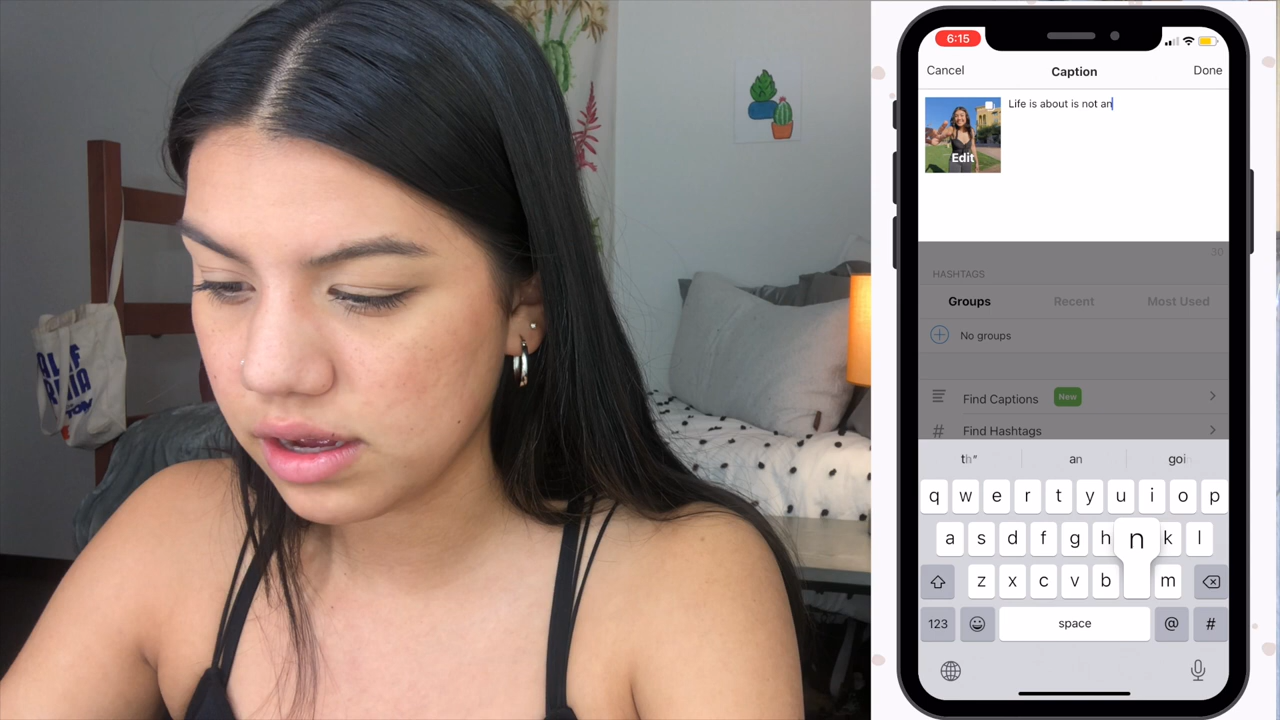 6:15
Cancel Caption Done
Life is about is not an
Edit
30
HASHTAGS
Groups Recent Most Used
No groups
Find Captions New
# Find Hashtags
an goi
q w e r t y u i o p
a s d f g h n k l
z x c v b m
123 space @ #